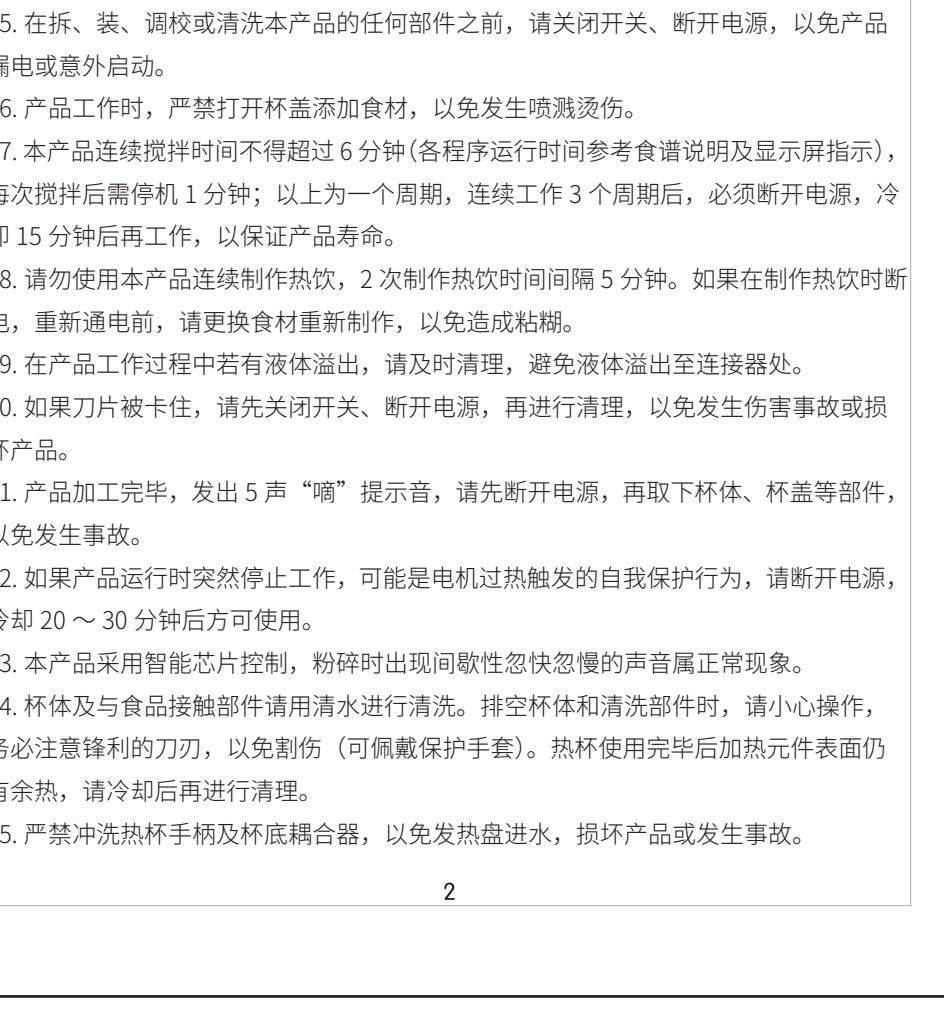 5. 在拆、装、调校或清洗本产品的任何部件之前，请关闭开关、断开电源，以免产品
漏电或意外启动。
6. 产品工作时，严禁打开杯盖添加食材，以免发生喷溅烫伤。
7. 本产品连续搅拌时间不得超过 6 分钟（各程序运行时间参考食谱说明及显示屏指示），
每次搅拌后需停机 1 分钟；以上为一个周期，连续工作 3 个周期后，必须断开电源，冷
却 15 分钟后再工作，以保证产品寿命。
8. 请勿使用本产品连续制作热饮，2 次制作热饮时间间隔 5 分钟。如果在制作热饮时断
电，重新通电前，请更换食材重新制作，以免造成粘糊。
9. 在产品工作过程中若有液体溢出，请及时清理，避免液体溢出至连接器处。
0. 如果刀片被卡住，请先关闭开关、断开电源，再进行清理，以免发生伤害事故或损
坏产品。
1. 产品加工完毕，发出 5 声“嘀”提示音，请先断开电源，再取下杯体、杯盖等部件，
以免发生事故。
2. 如果产品运行时突然停止工作，可能是电机过热触发的自我保护行为，请断开电源，
冷却 20 ～ 30 分钟后方可使用。
3. 本产品采用智能芯片控制，粉碎时出现间歇性忽快忽慢的声音属正常现象。
4. 杯体及与食品接触部件请用清水进行清洗。排空杯体和清洗部件时，请小心操作，
务必注意锋利的刀刃，以免割伤（可佩戴保护手套）。热杯使用完毕后加热元件表面仍
有余热，请冷却后再进行清理。
5. 严禁冲洗热杯手柄及杯底耦合器，以免发热盘进水，损坏产品或发生事故。
2